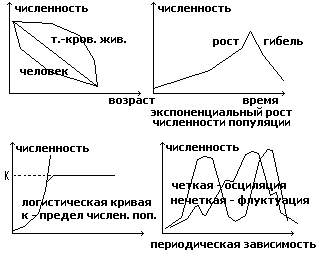 численность
т.-кров. жив.
человек
возраст
численность
рост гибель
время
экспоненциальный рост
численности популяции
численность
К
логистическая кривая
к - предел числен. поп.
численность
четкая - осциляция
нечеткая - флуктуация
периодическая зависимость